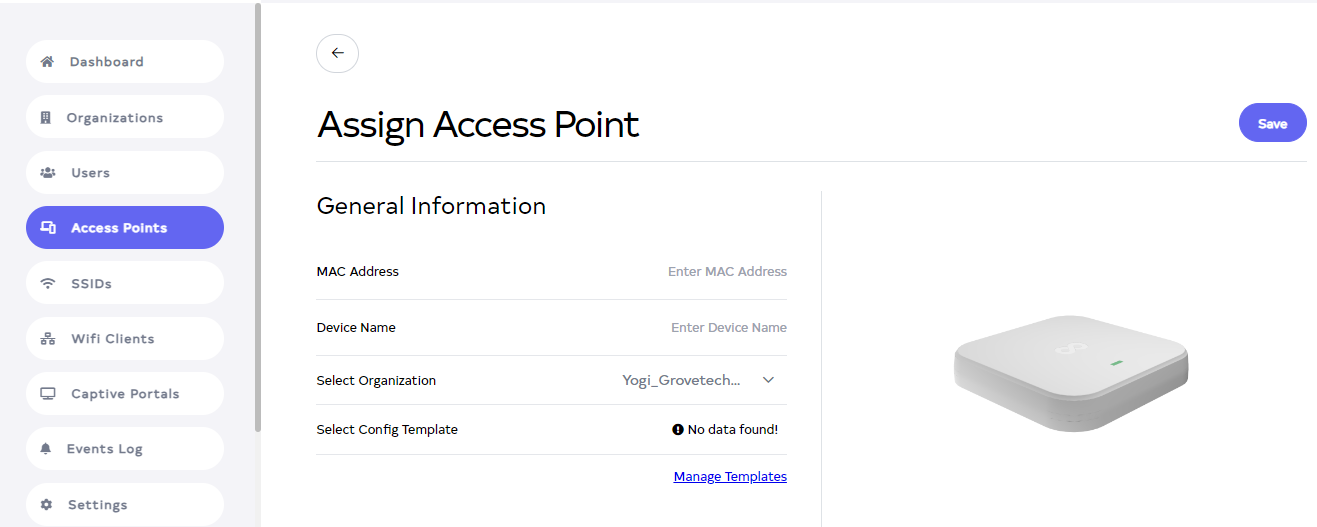 Dashboard
Organizations
Users
Access Points
SSIDs
Wifi Clients
Captive Portals
Events Log
Settings
Assign Access Point
Save
General Information
MAC Address Enter MAC Address
Device Name Enter Device Name
Select Organization Yogi_Grovetech...
Select Config Template No data found!
Manage Templates